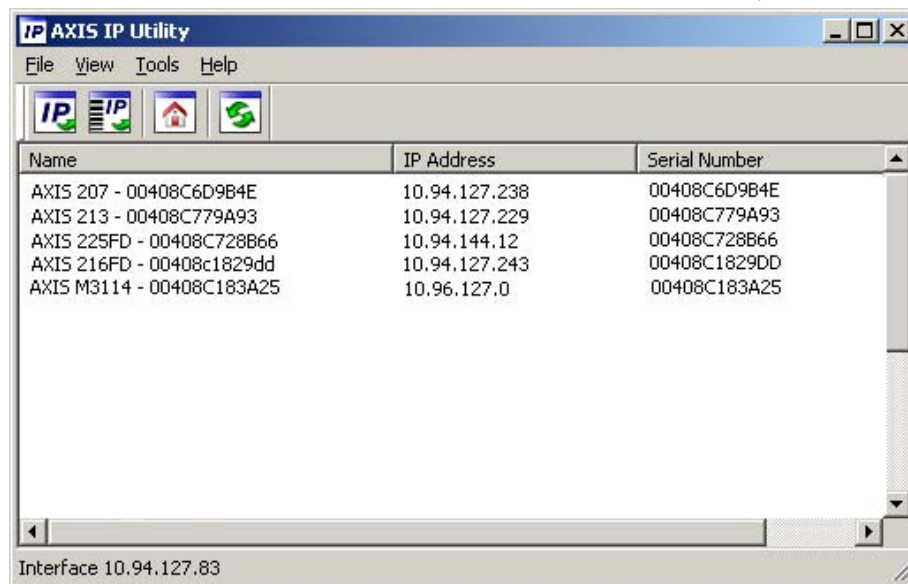 IP AXIS IP Utility
File View Tools Help
IP IP
Name IP Address Serial Number
AXIS 207 - 00408C6D9B4E 10.94.127.238 00408C6D9B4E
AXIS 213 - 00408C779A93 10.94.127.229 00408C779A93
AXIS 225FD - 00408C728B66 10.94.144.12 00408C728B66
AXIS 216FD - 00408c1829dd 10.94.127.243 00408C1829DD
AXIS M3114 - 00408C183A25 10.96.127.0 00408C183A25
Interface 10.94.127.83